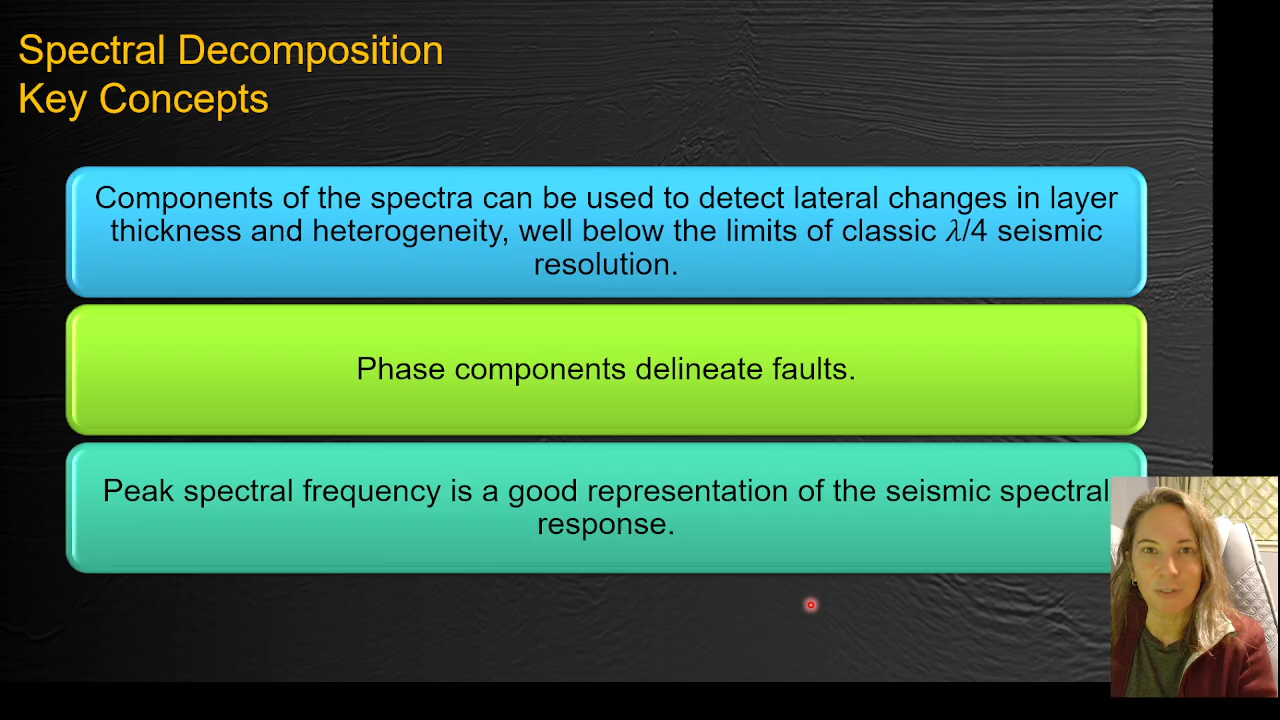 Spectral Decomposition
Key Concepts
Components of the spectra can be used to detect lateral changes in layer
thickness and heterogeneity, well below the limits of classic 𝜆/4 seismic
resolution.
Phase components delineate faults.
Peak spectral frequency is a good representation of the seismic spectral
response.